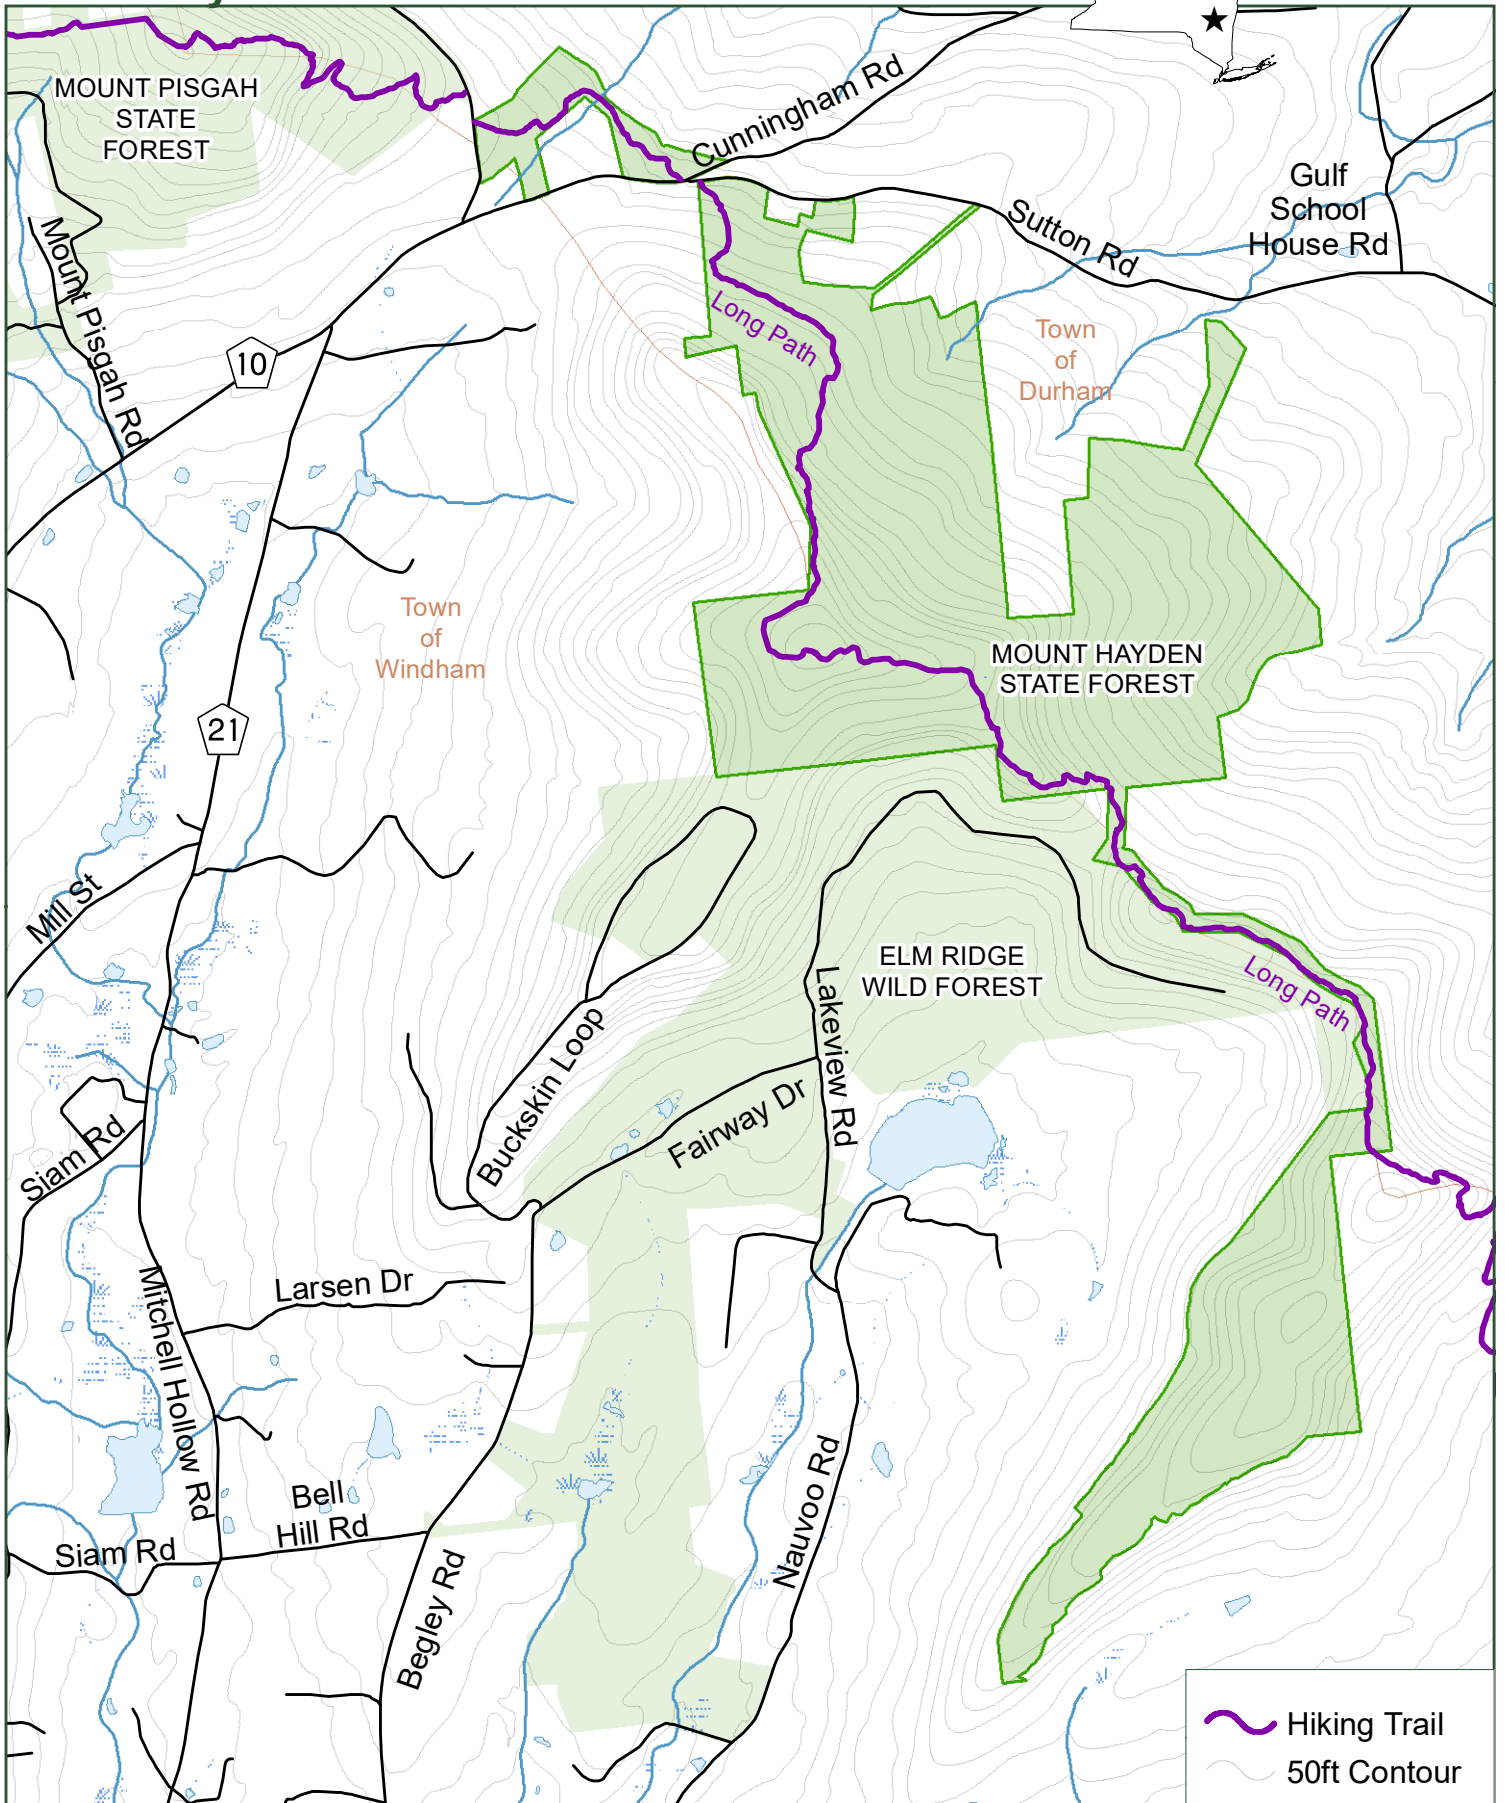 MOUNT PISGAH
STATE
FOREST
Cunningham Rd
Gulf
School
House Rd
Sutton Rd
Mount Pisgah Rd
Long Path
Town
of
Durham
10
Town
of
Windham
MOUNT HAYDEN
STATE FOREST
21
Mill St
ELM RIDGE
WILD FOREST
Long Path
Lakeview Rd
Buckskin Loop
Fairway Dr
Siam Rd
Larsen Dr
Mitchell Hollow Rd
Bell
Hill Rd
Siam Rd
Nauvoo Rd
Begley Rd
Hiking Trail
50ft Contour